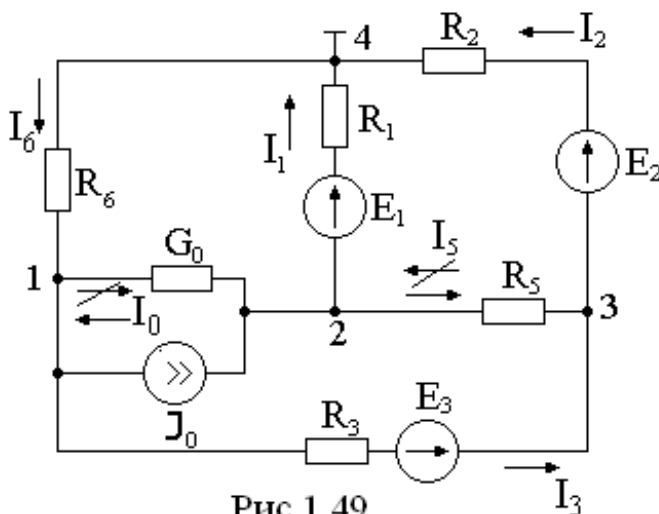 4 R₂ I₂
I₆ R₁
I₁ E₂
R₆ E₁
G₀ I₅
1 R₅ 3
I₀ 2
J₀ R₃ E₃
I₃
Рис 1.49